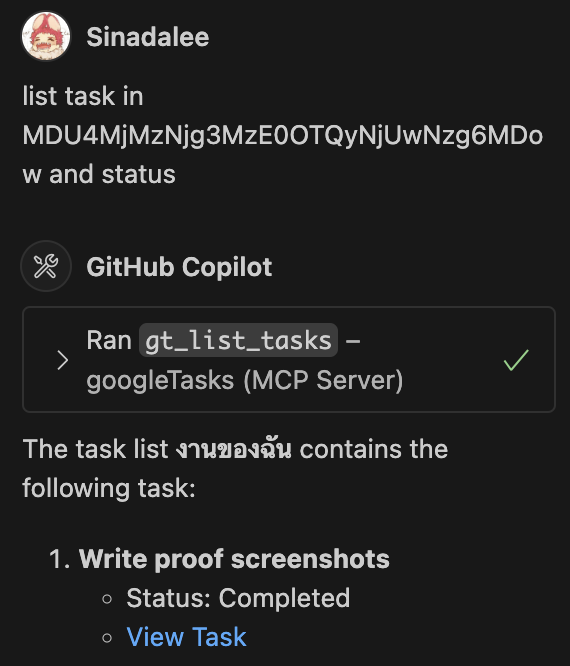 Sinadalee
list task in
MDU4MjMzNjg3MzE0OTQyNjUwNzg6MDo
w and status
GitHub Copilot
Ran gt_list_tasks –
googleTasks (MCP Server)
The task list งานของฉัน contains the
following task:
1. Write proof screenshots
Status: Completed
View Task